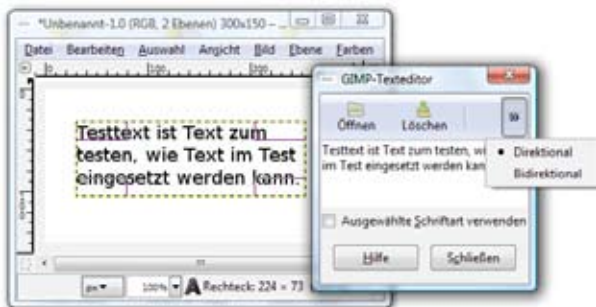 *Unbenannt-1.0 (RGB, 2 Ebenen) 300x150 –
Datei Bearbeiten Auswahl Ansicht Bild Ebene Farben
Testtext ist Text zum
testen, wie Text im Test
eingesetzt werden kann.
px 100% Rechteck: 224 × 73
GIMP-Texteditor
Öffnen Löschen
Testtext ist Text zum testen,
im Test eingesetzt werden
Direktional
Bidirektional
Ausgewählte Schriftart verwenden
Hilfe Schließen